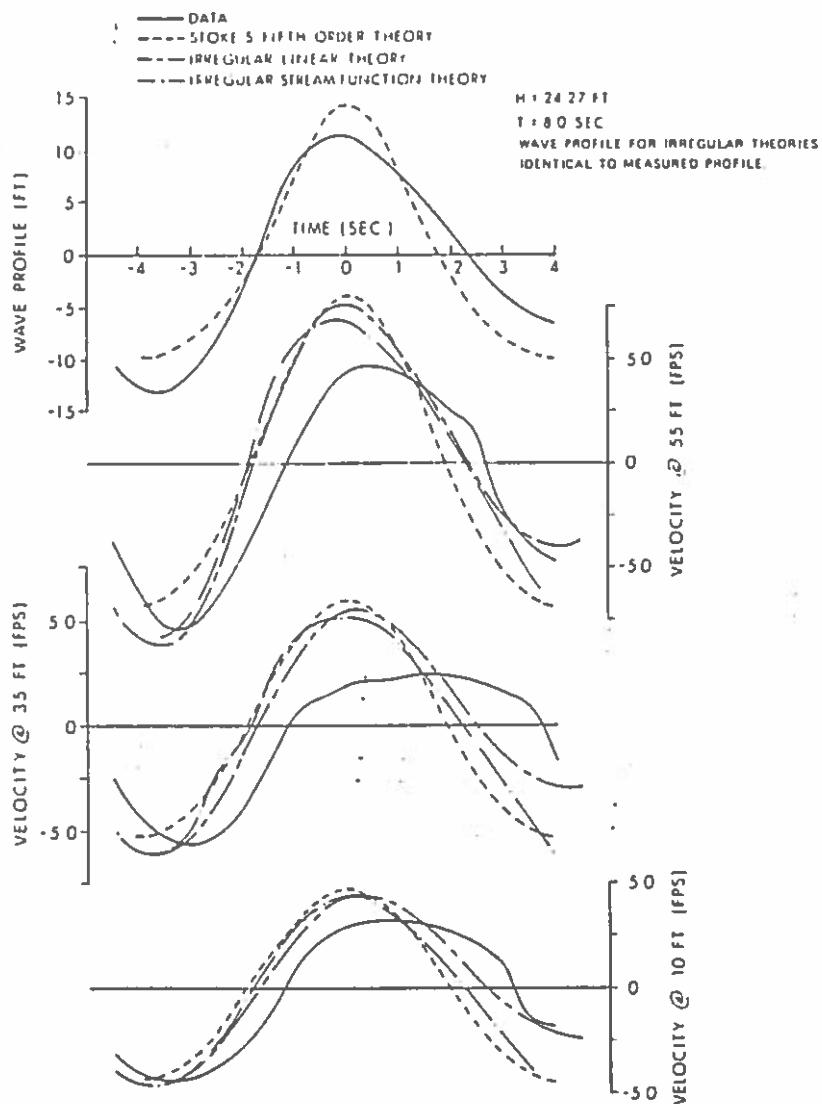 DATA
STOKE S FIFTH ORDER THEORY
IRREGULAR LINEAR THEORY
IRREGULAR STREAM FUNCTION THEORY
H = 24 27 FT
T = 8 0 SEC
WAVE PROFILE FOR IRREGULAR THEORIES
IDENTICAL TO MEASURED PROFILE
WAVE PROFILE (FT)
15
10
5
0
-5
-10
-15
TIME (SEC)
-4 -3 -2 -1 0 1 2 3 4
VELOCITY @ 55 FT (FPS)
5 0
0
-5 0
VELOCITY @ 35 FT (FPS)
5 0
0
-5 0
VELOCITY @ 10 FT (FPS)
5 0
0
-5 0